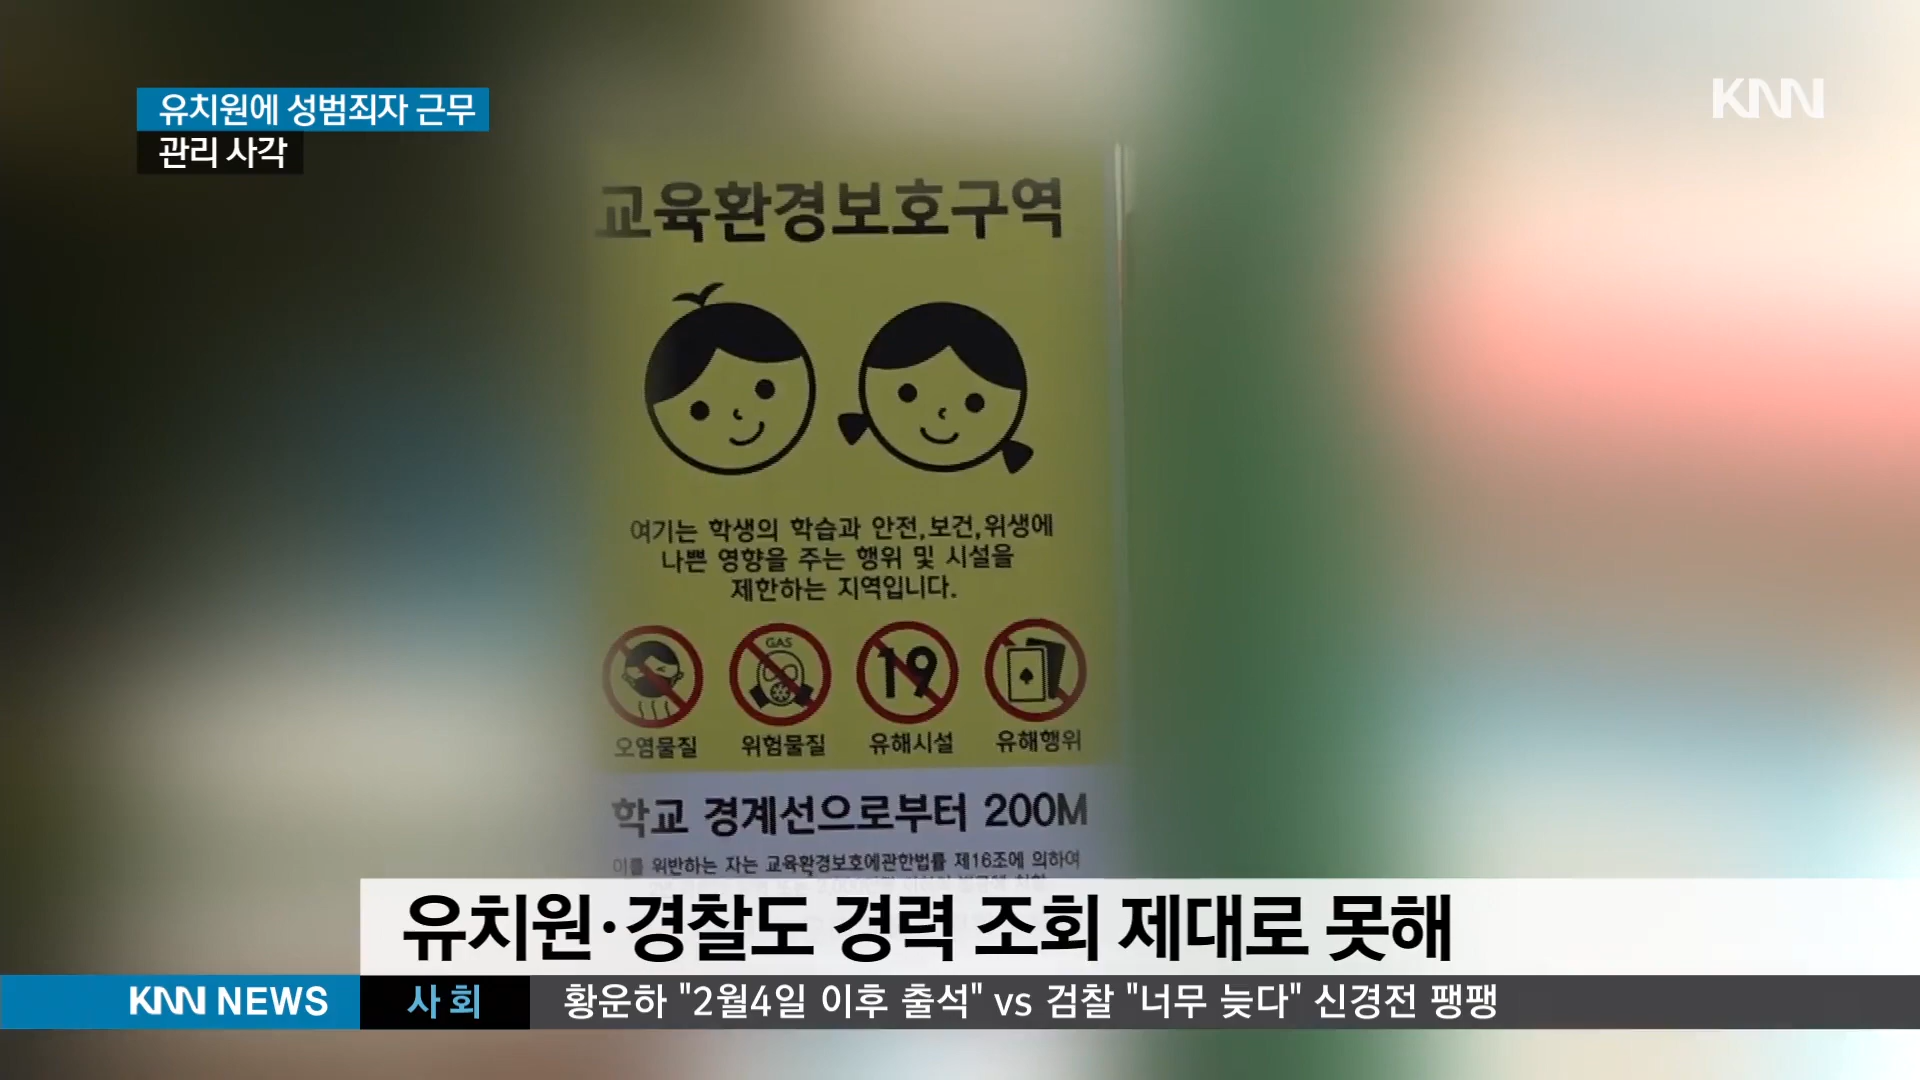 유치원에 성범죄자 근무
관리 사각
KNN
교육환경보호구역
여기는 학생의 학습과 안전,보건,위생에
나쁜 영향을 주는 행위 및 시설을
제한하는 지역입니다.
GAS
19
오염물질 위험물질 유해시설 유해행위
학교 경계선으로부터 200M
이를 위반하는 자는 교육환경보호에관한법률 제16조에 의하여
유치원·경찰도 경력 조회 제대로 못해
KNN NEWS 사회 황운하 "2월4일 이후 출석" vs 검찰 "너무 늦다" 신경전 팽팽